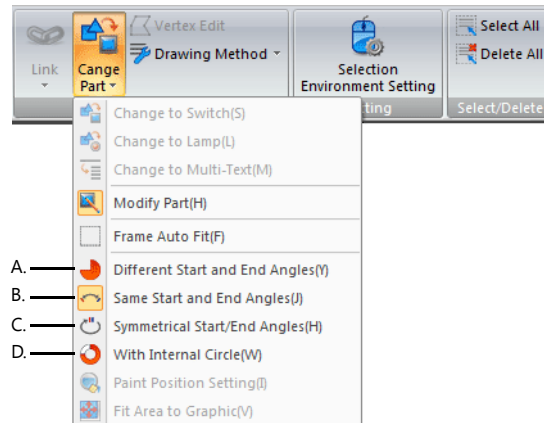 Link
Cange
Part
Vertex Edit
Drawing Method
Selection
Environment Setting
ting
Select All
Delete All
Select/Delete
Change to Switch(S)
Change to Lamp(L)
Change to Multi-Text(M)
Modify Part(H)
Frame Auto Fit(F)
A. Different Start and End Angles(Y)
B. Same Start and End Angles(J)
C. Symmetrical Start/End Angles(H)
D. With Internal Circle(W)
Paint Position Setting(I)
Fit Area to Graphic(V)